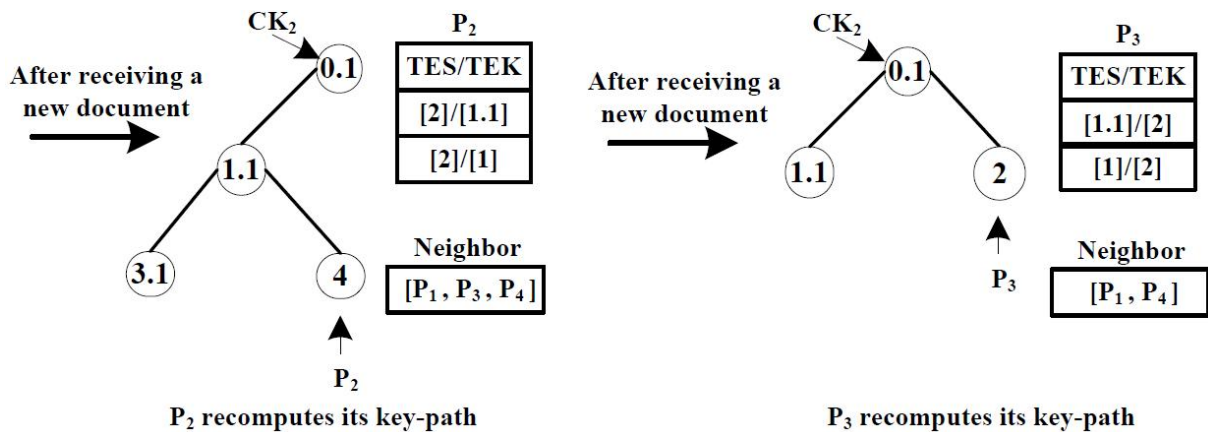 CK₂
P₂
0.1
TES/TEK
After receiving a
new document
[2]/[1.1]
[2]/[1]
1.1
Neighbor
3.1
4
[P₁ , P₃ , P₄ ]
P₂
P₂ recomputes its key-path
CK₂
P₃
0.1
TES/TEK
After receiving a
new document
[1.1]/[2]
[1]/[2]
1.1
2
Neighbor
P₃
[P₁ , P₄ ]
P₃ recomputes its key-path